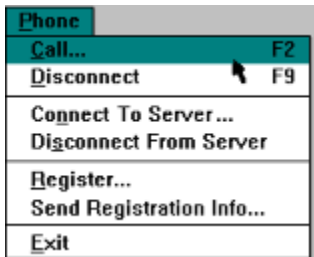 Phone
Call... F2
Disconnect F9
Connect To Server...
Disconnect From Server
Register...
Send Registration Info...
Exit